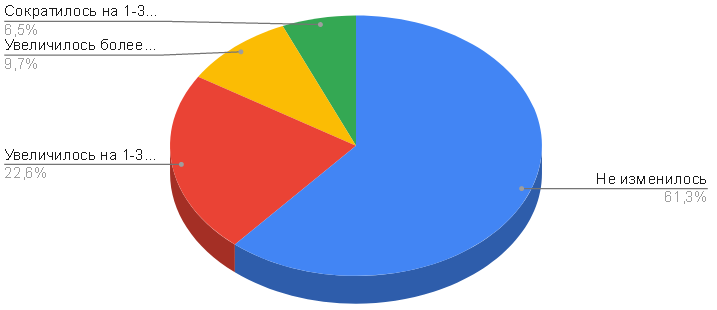 Сократилось на 1-3...
6,5%
Увеличилось более...
9,7%
Увеличилось на 1-3...
22,6%
Не изменилось
61,3%